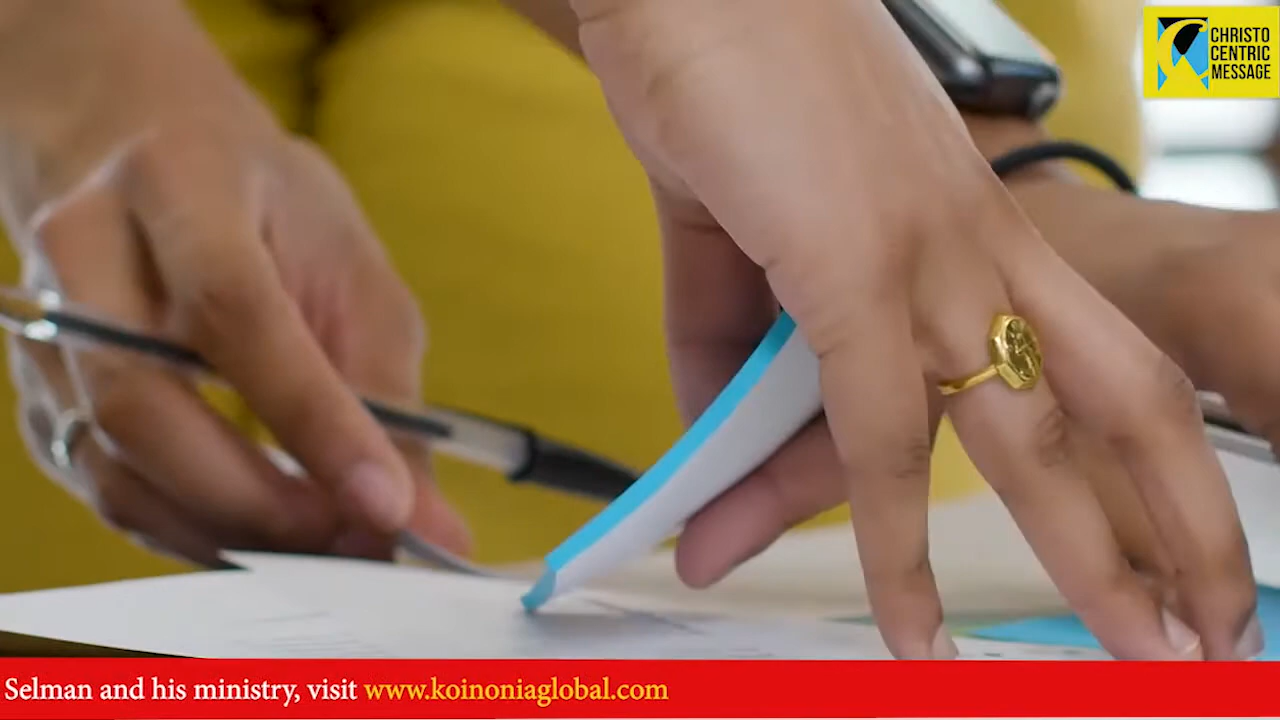 CHRISTO
CENTRIC
MESSAGE
Selman and his ministry, visit www.koinoniaglobal.com